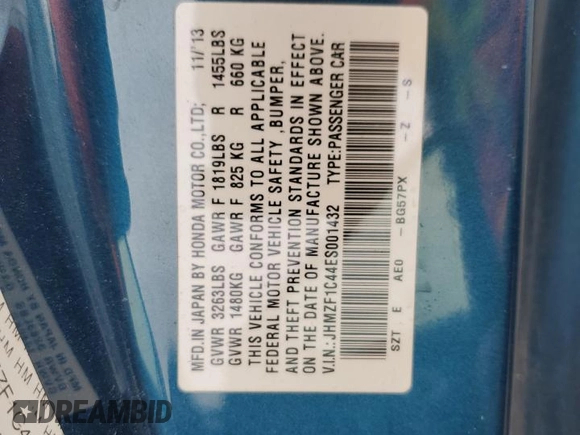 MFD.IN JAPAN BY HONDA MOTOR CO.,LTD; 11/'13
GVWR 3263LBS GAWR F 1819LBS R 1455LBS
GVWR 1480KG GAWR F 825 KG R 660 KG
THIS VEHICLE CONFORMS TO ALL APPLICABLE
FEDERAL MOTOR VEHICLE SAFETY ,BUMPER,
AND THEFT PREVENTION STANDARDS IN EFFECT
ON THE DATE OF MANUFACTURE SHOWN ABOVE.
V.I.N.:JHMZF1C44ES001432 TYPE:PASSENGER CAR
SZT E AE0 -BG57PX -Z -S
DREAMBID